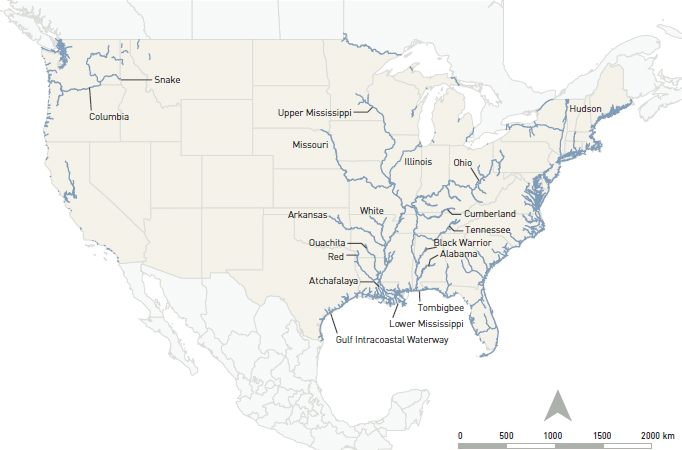 Hudson
Snake
Columbia
Upper Mississippi
Missouri
Illinois
Ohio
Arkansas
White
Cumberland
Tennessee
Ouachita
Black Warrior
Red
Alabama
Atchafalaya
Tombigbee
Lower Mississippi
Gulf Intracoastal Waterway
0 500 1000 1500 2000 km